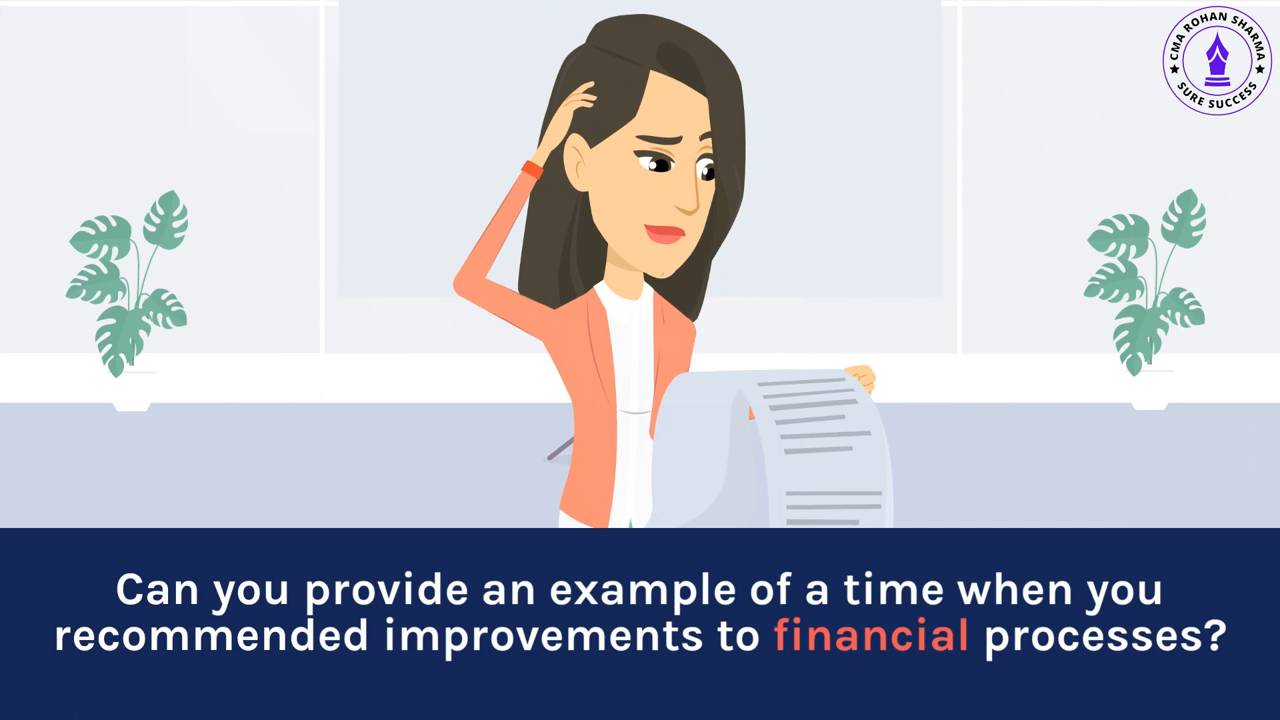 CMA ROHAN SHARMA
SURE SUCCESS
Can you provide an example of a time when you
recommended improvements to financial processes?